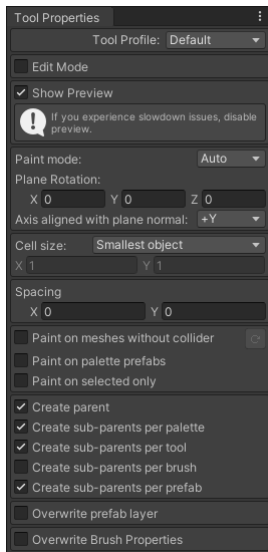 Tool Properties
Tool Profile: Default
Edit Mode
Show Preview
If you experience slowdown issues, disable
preview.
Paint mode: Auto
Plane Rotation:
X 0 Y 0 Z 0
Axis aligned with plane normal: +Y
Cell size: Smallest object
X 1 Y 1
Spacing
X 0 Y 0
Paint on meshes without collider
Paint on palette prefabs
Paint on selected only
Create parent
Create sub-parents per palette
Create sub-parents per tool
Create sub-parents per brush
Create sub-parents per prefab
Overwrite prefab layer
Overwrite Brush Properties